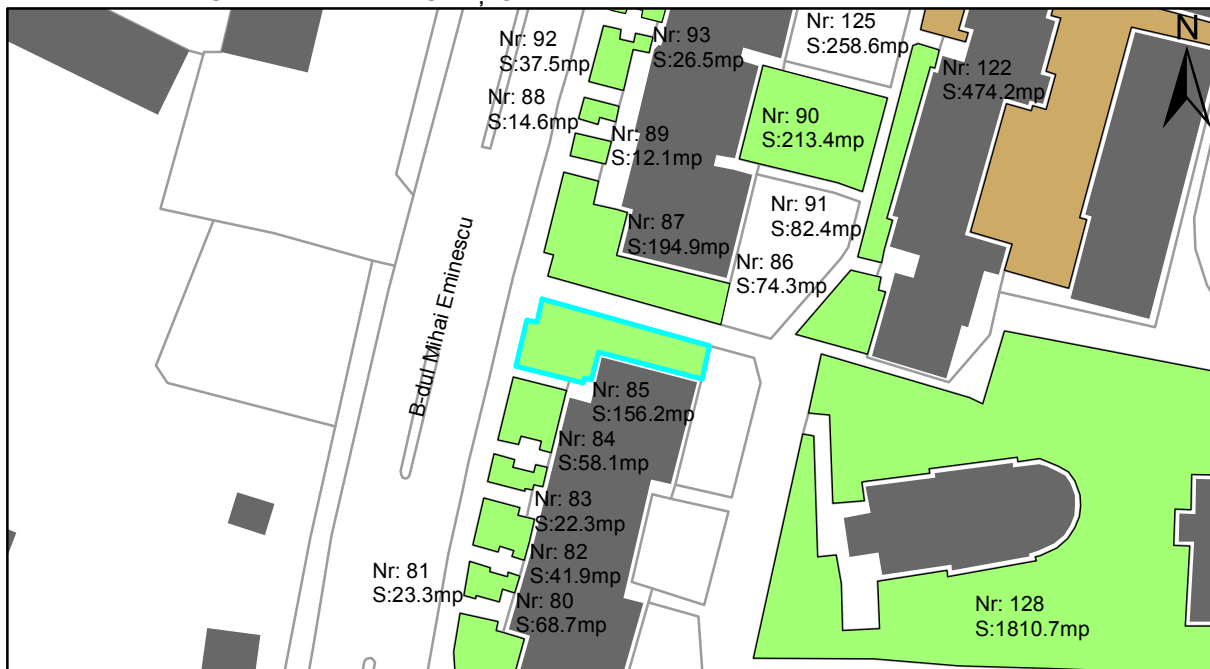 Nr: 125
S:258.6mp
N
Nr: 92
S:37.5mp
Nr: 93
S:26.5mp
Nr: 122
S:474.2mp
Nr: 88
S:14.6mp
Nr: 90
S:213.4mp
Nr: 89
S:12.1mp
Nr: 91
S:82.4mp
Nr: 87
S:194.9mp
Nr: 86
S:74.3mp
B-dul Mihai Eminescu
Nr: 85
S:156.2mp
Nr: 84
S:58.1mp
Nr: 83
S:22.3mp
Nr: 82
S:41.9mp
Nr: 81
S:23.3mp
Nr: 80
S:68.7mp
Nr: 128
S:1810.7mp